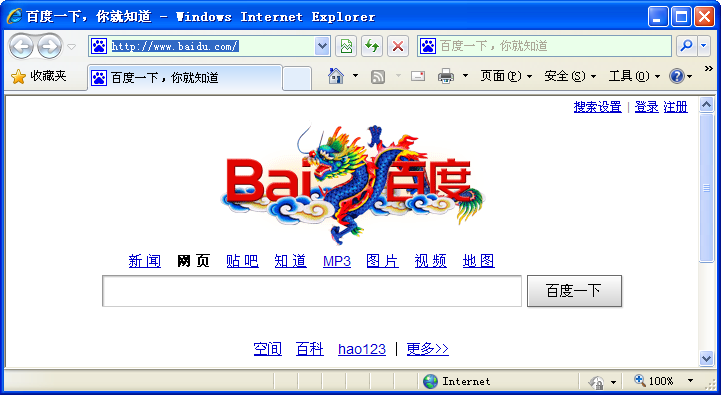 百度一下，你就知道 - Windows Internet Explorer
http://www.baidu.com/ 百度一下，你就知道
收藏夹 百度一下，你就知道 页面(P) 安全(S) 工具(O) »
搜索设置 | 登录 注册
Bai 百度
新闻 网页 贴吧 知道 MP3 图片 视频 地图
百度一下
空间 百科 hao123 | 更多>>
Internet 100%